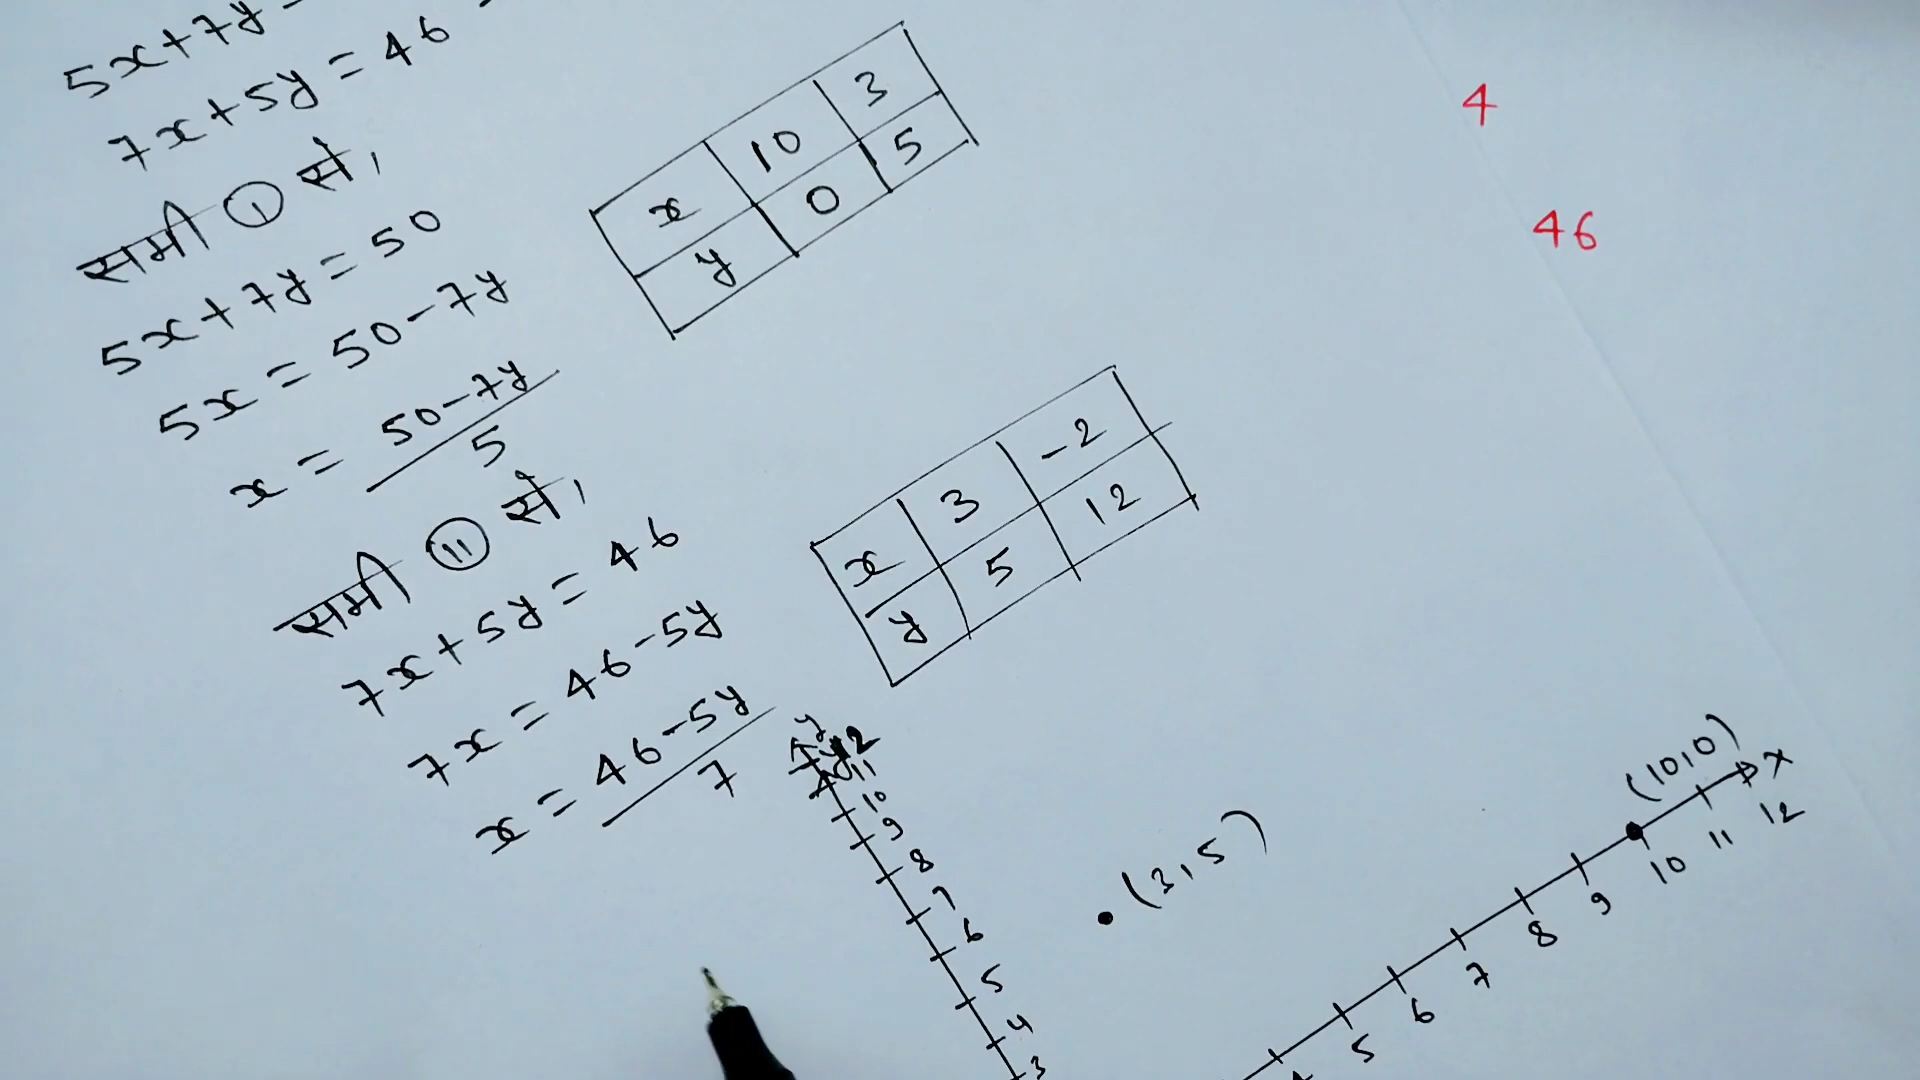 5x+7y
7x+5y=46
समी ① से,
5x+7y=50
5x=50-7y
x=50-7y/5
समी ⑪ से,
7x+5y=46
7x=46-5y
x=46-5y/7
x 10 3
y 0 5
x 3 -2
y 5 12
4
46
y
12
11
10
9
8
7
6
5
4
3
(3,5)
(10,0)
x
5 6 7 8 9 10 11 12